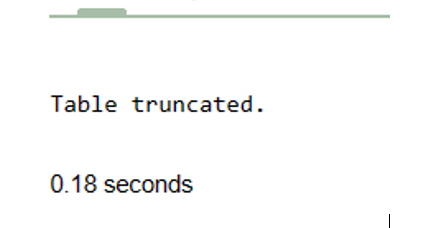 Table truncated.
0.18 seconds